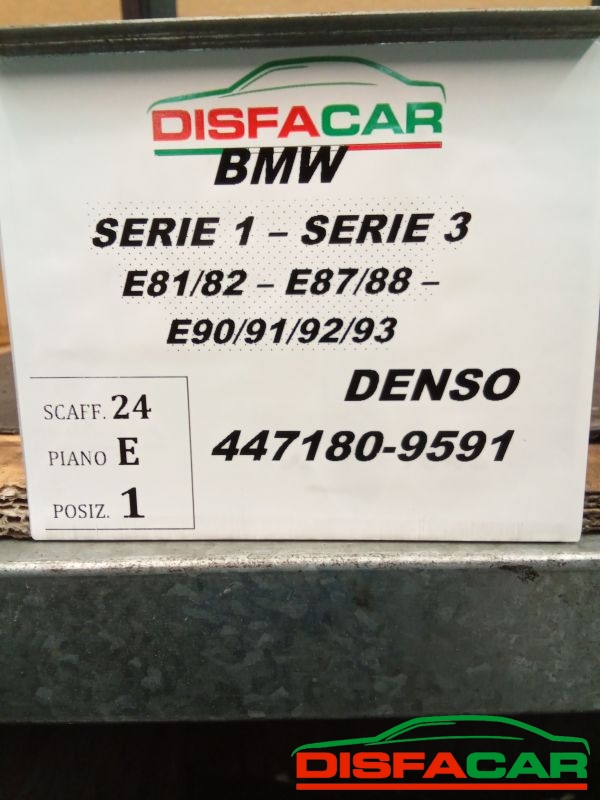 DISFACAR
BMW
SERIE 1 – SERIE 3
E81/82 – E87/88 –
E90/91/92/93
DENSO
447180-9591
SCAFF. 24
PIANO E
POSIZ. 1
DISFACAR